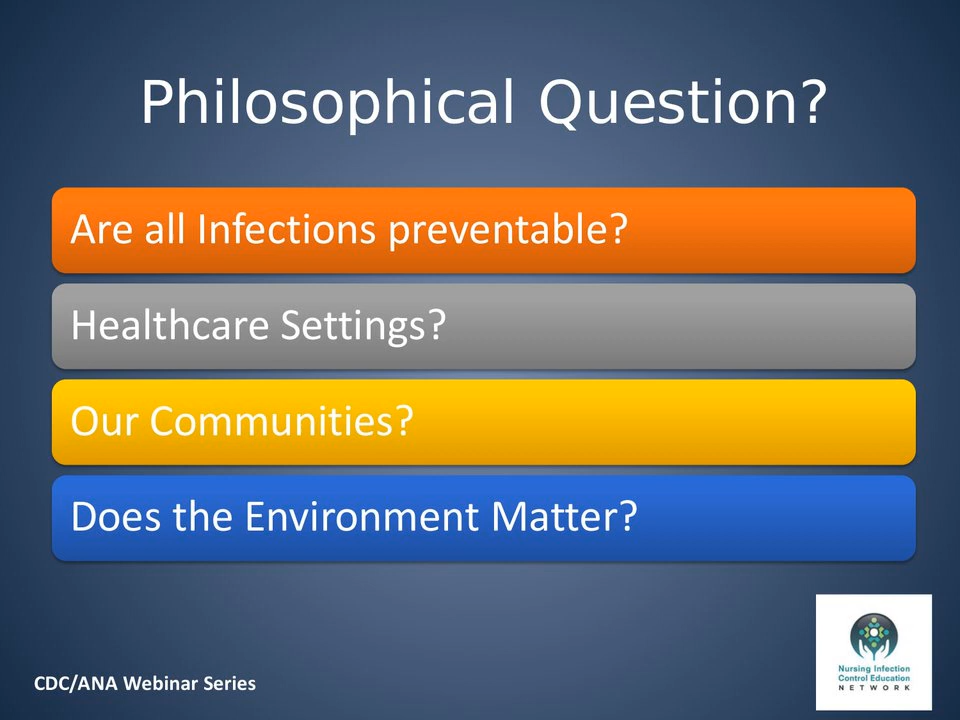 Philosophical Question?
Are all Infections preventable?
Healthcare Settings?
Our Communities?
Does the Environment Matter?
CDC/ANA Webinar Series
Nursing Infection
Control Education
NETWORK